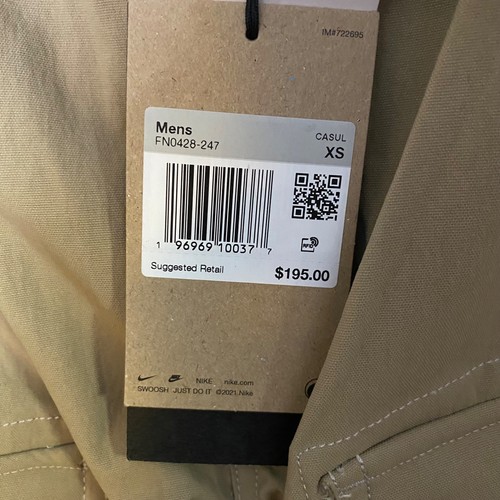 IM#722695
Mens
FN0428-247
CASUL
XS
1 96969 10037 7
RFID
Suggested Retail
$195.00
NIKE nike.com
SWOOSH JUST DO IT ©2021 Nike